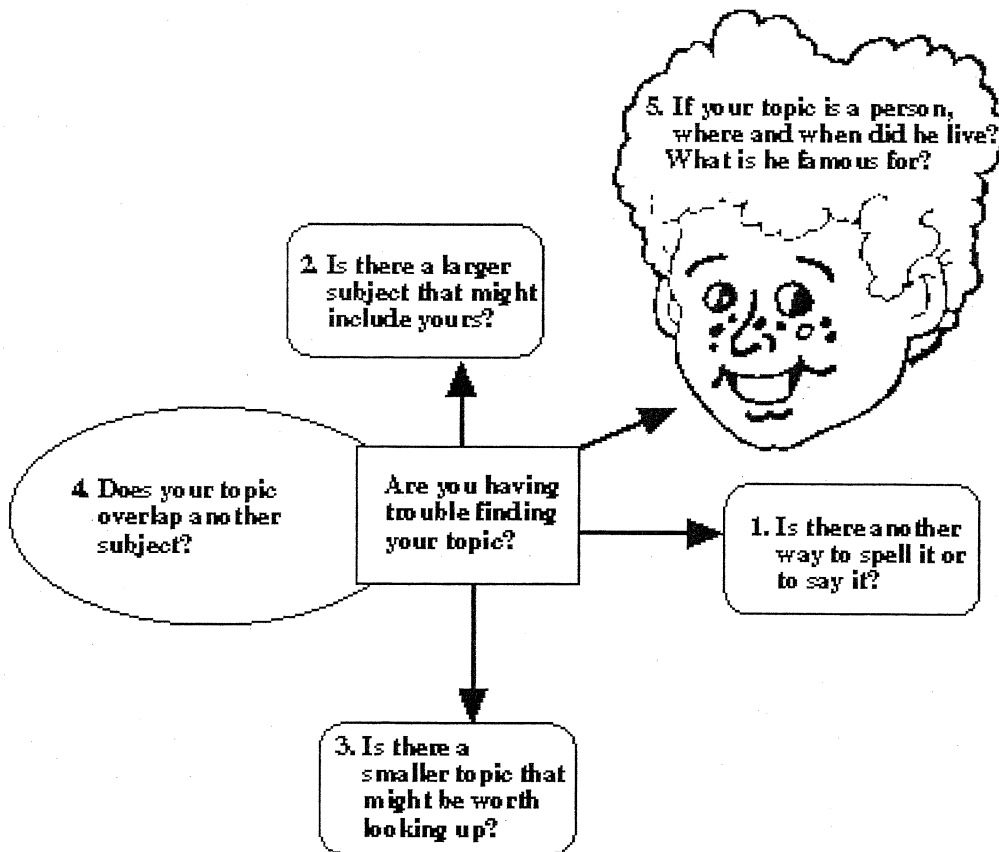 5. If your topic is a person,
where and when did he live?
What is he famous for?
2. Is there a larger
subject that might
include yours?
4. Does your topic
overlap another
subject?
Are you having
trouble finding
your topic?
1. Is there another
way to spell it or
to say it?
3. Is there a
smaller topic that
might be worth
looking up?